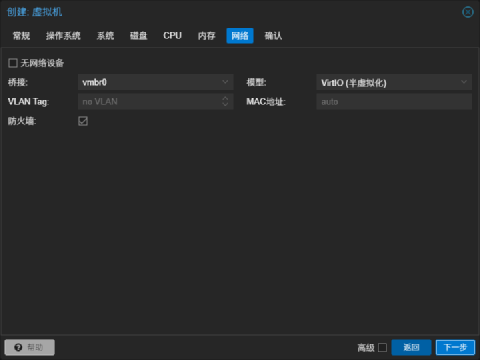 创建: 虚拟机
常规 操作系统 系统 磁盘 CPU 内存 网络 确认
无网络设备
桥接: vmbr0 模型: VirtIO (半虚拟化)
VLAN Tag: no VLAN MAC地址: auto
防火墙:
帮助 高级 返回 下一步